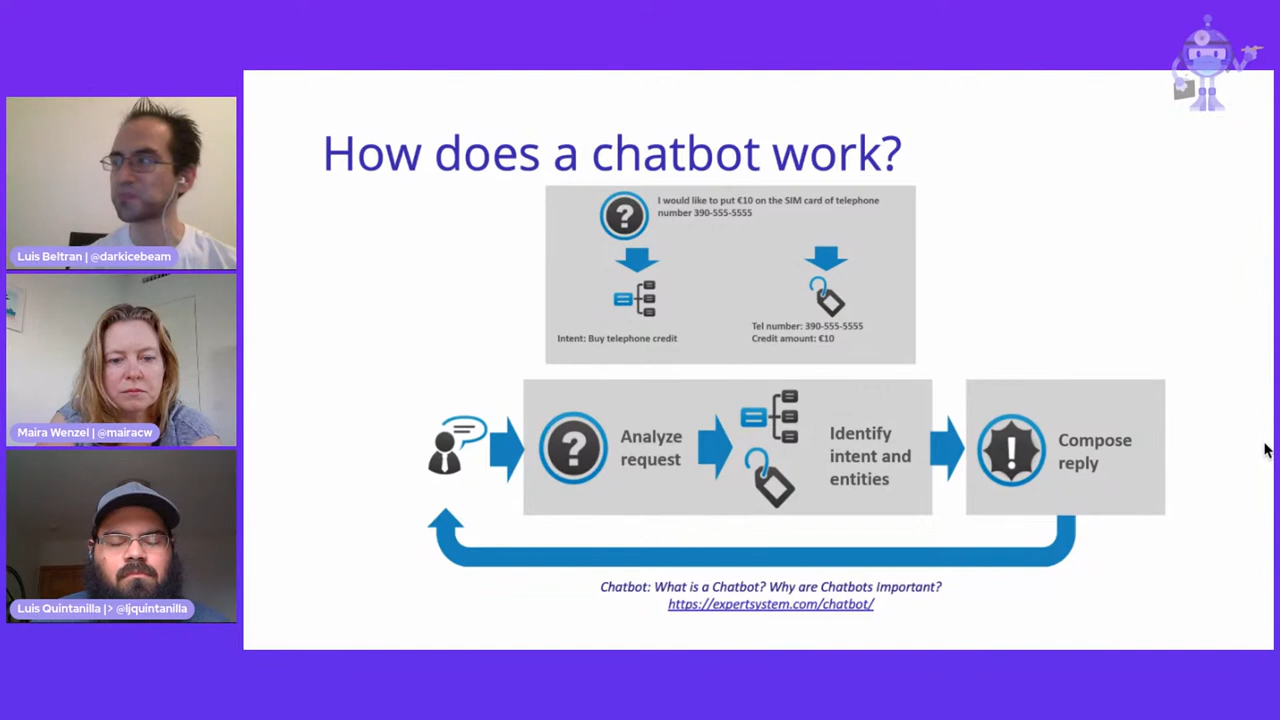 How does a chatbot work?
I would like to put €10 on the SIM card of telephone
number 390-555-5555
Intent: Buy telephone credit
Tel number: 390-555-5555
Credit amount: €10
Analyze
request
Identify
intent and
entities
Compose
reply
Chatbot: What is a Chatbot? Why are Chatbots Important?
https://expertsystem.com/chatbot/
Luis Beltran | @darkicebeam
Maira Wenzel | @mairacw
Luis Quintanilla |> @ljquintanilla